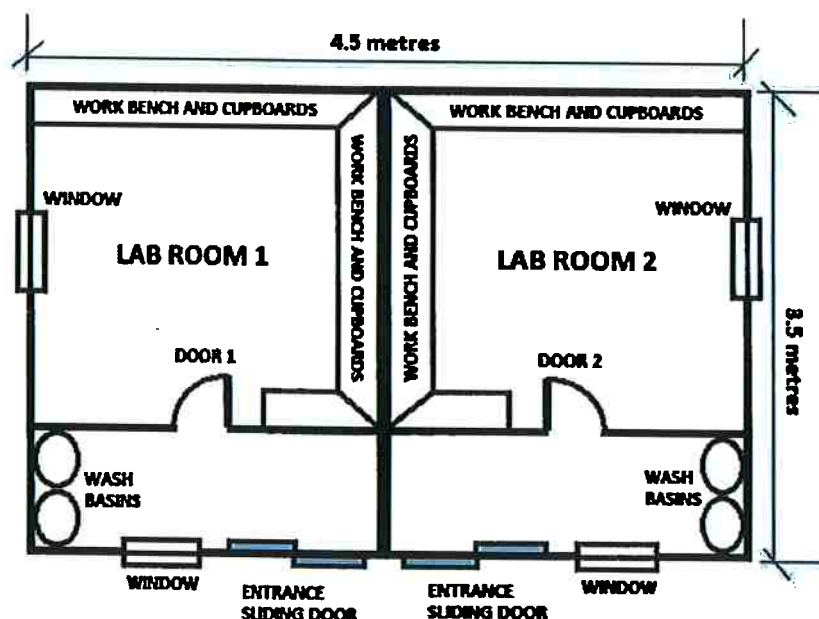 4.5 metres
WORK BENCH AND CUPBOARDS
WORK BENCH AND CUPBOARDS
WORK BENCH AND CUPBOARDS
WORK BENCH AND CUPBOARDS
WINDOW
WINDOW
LAB ROOM 1
LAB ROOM 2
metres
DOOR 1
DOOR 2
WASH
BASINS
WASH
BASINS
WINDOW
ENTRANCE
SLIDING DOOR
ENTRANCE
SLIDING DOOR
WINDOW